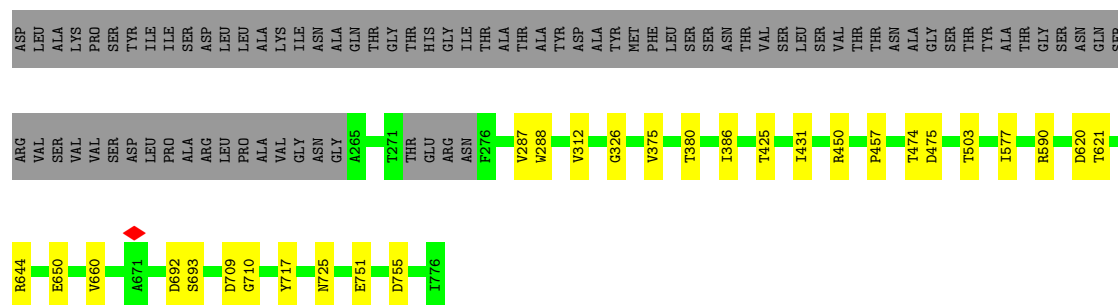 ASP LEU ALA LYS PRO SER TYR ILE ILE SER ASP LEU LEU ALA LYS ILE ASN ALA GLN THR GLY THR HIS GLY ILE THR ALA THR ALA TYR ASP ALA TYR MET PHE LEU SER SER ASN THR VAL SER LEU SER VAL THR THR ASN ALA GLY SER THR TYR ALA THR GLY SER ASN GLN SER
ARG VAL SER VAL VAL SER ASP LEU PRO ALA ARG LEU PRO ALA VAL GLY ASN GLY A265 T271 THR GLU ARG ASN F276 V287 W288 V312 G326 V375 T380 I386 T425 I431 R450 P457 T474 D475 T503 I577 R590 D620 T621
R644 E650 V660 A671 D692 S693 D709 G710 Y717 N725 E751 D755 I776